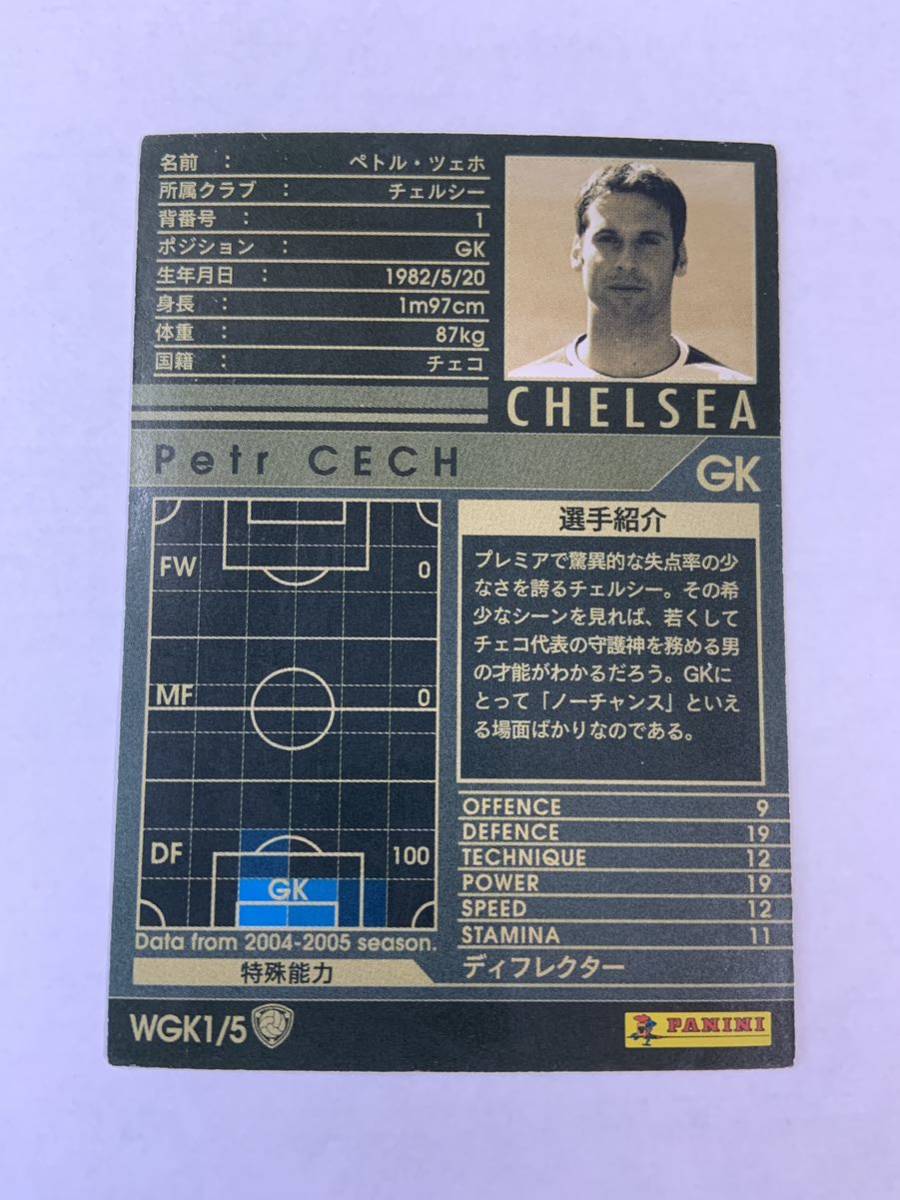 名前 : ペトル・ツェホ
所属クラブ : チェルシー
背番号 : 1
ポジション : GK
生年月日 : 1982/5/20
身長 : 1m97cm
体重 : 87kg
国籍 : チェコ
CHELSEA
Petr CECH
GK
FW 0
MF 0
DF 100
GK
Data from 2004-2005 season.
選手紹介
プレミアで驚異的な失点率の少
なさを誇るチェルシー。その希
少なシーンを見れば、若くして
チェコ代表の守護神を務める男
の才能がわかるだろう。GKに
とって「ノーチャンス」といえ
る場面ばかりなのである。
OFFENCE 9
DEFENCE 19
TECHNIQUE 12
POWER 19
SPEED 12
STAMINA 11
特殊能力 ディフレクター
WGK1/5
PANINI